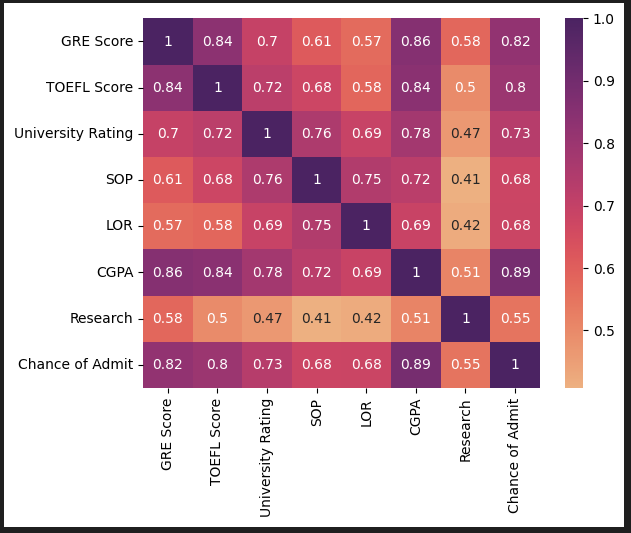 GRE Score 1 0.84 0.7 0.61 0.57 0.86 0.58 0.82
TOEFL Score 0.84 1 0.72 0.68 0.58 0.84 0.5 0.8
University Rating 0.7 0.72 1 0.76 0.69 0.78 0.47 0.73
SOP 0.61 0.68 0.76 1 0.75 0.72 0.41 0.68
LOR 0.57 0.58 0.69 0.75 1 0.69 0.42 0.68
CGPA 0.86 0.84 0.78 0.72 0.69 1 0.51 0.89
Research 0.58 0.5 0.47 0.41 0.42 0.51 1 0.55
Chance of Admit 0.82 0.8 0.73 0.68 0.68 0.89 0.55 1
GRE Score
TOEFL Score
University Rating
SOP
LOR
CGPA
Research
Chance of Admit
1.0
0.9
0.8
0.7
0.6
0.5